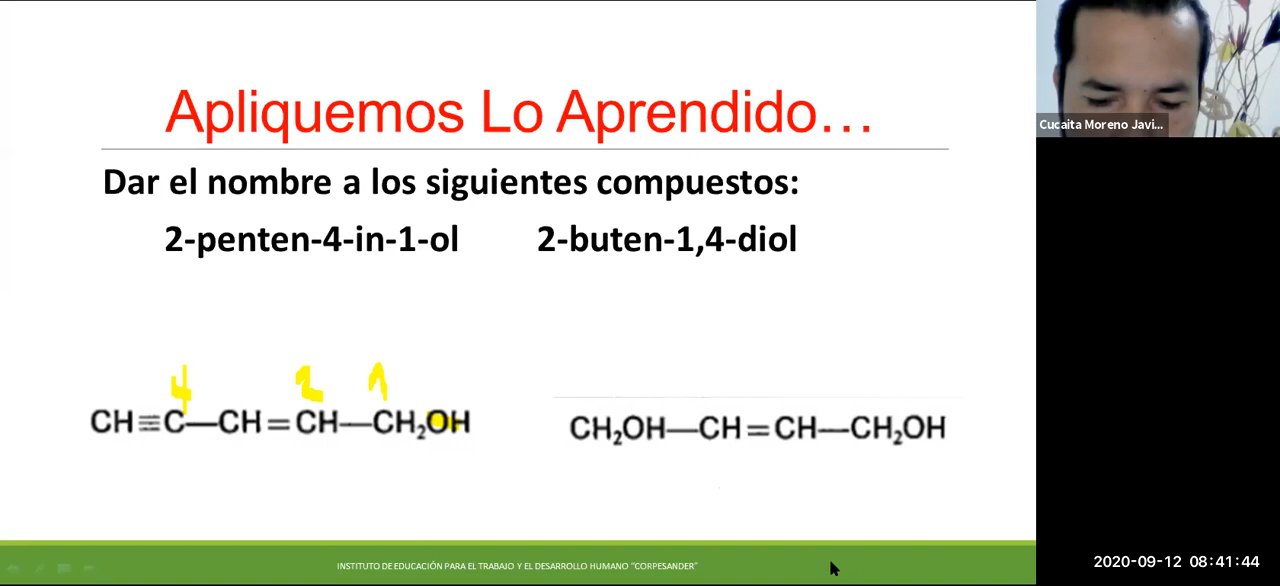 Apliquemos Lo Aprendido...
Cucaita Moreno Javi...
Dar el nombre a los siguientes compuestos:
2-penten-4-in-1-ol 2-buten-1,4-diol
4 2 1
CH≡C—CH=CH—CH₂OH CH₂OH—CH=CH—CH₂OH
INSTITUTO DE EDUCACIÓN PARA EL TRABAJO Y EL DESARROLLO HUMANO "CORPESANDER"
2020-09-12 08:41:44